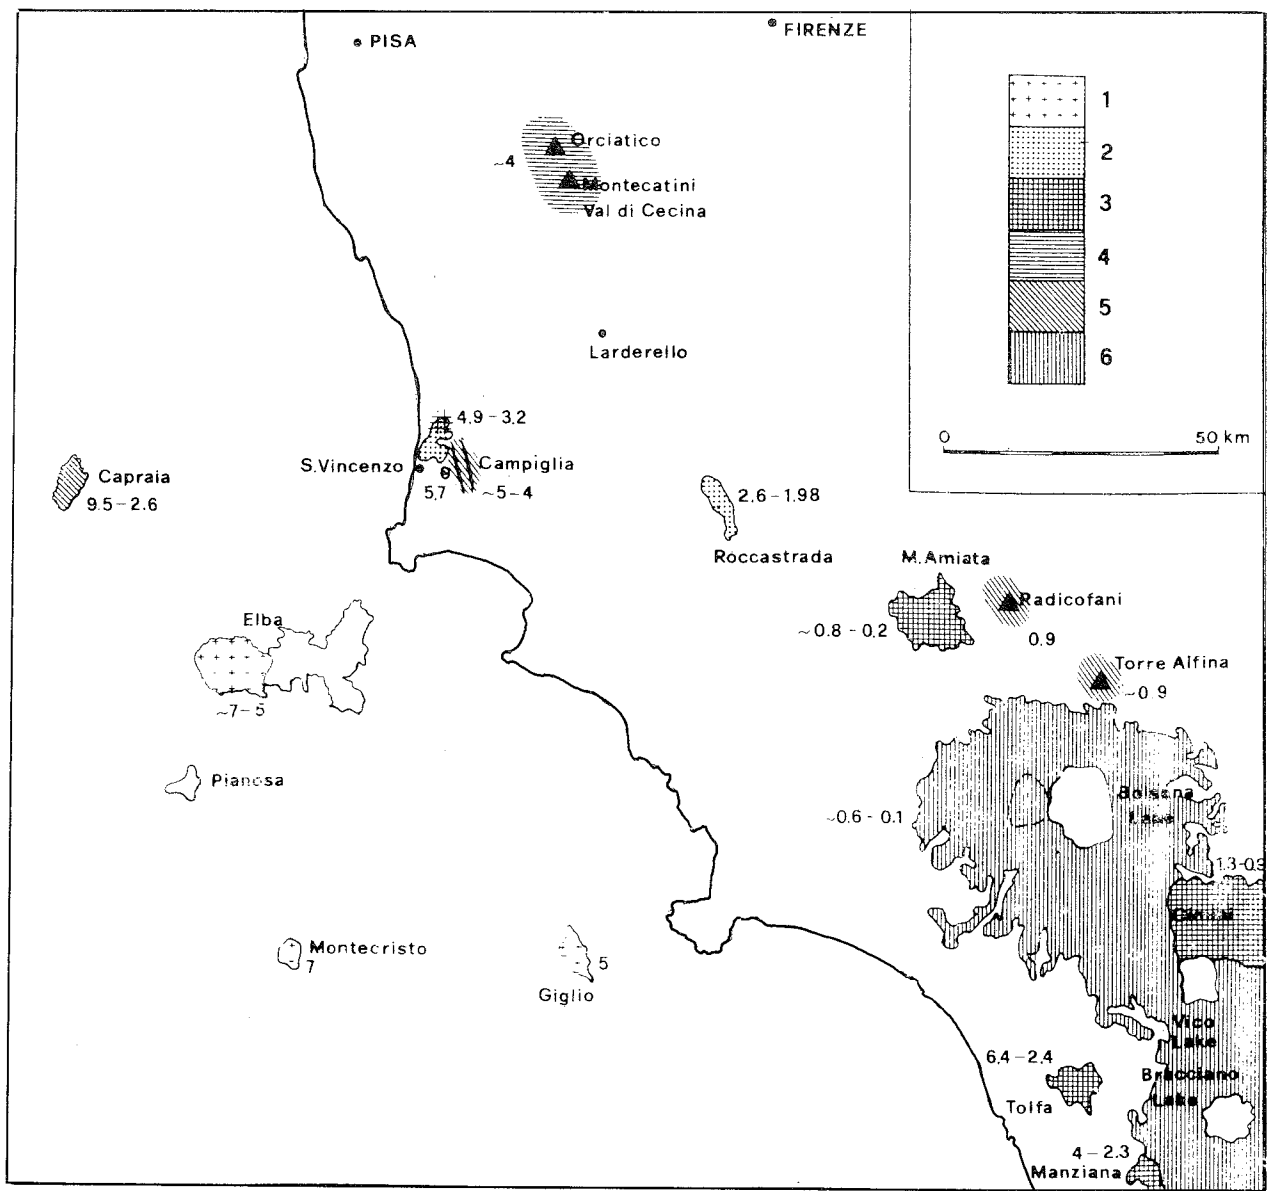 PISA
FIRENZE
1
2
3
4
5
6
0
50 km
Orciatico
~4
Montecatini
Val di Cecina
Larderello
4.9-3.2
S.Vincenzo
Campiglia
5.7
~5-4
Capraia
9.5-2.6
2.6-1.98
Roccastrada
M.Amiata
Radicofani
~0.8-0.2
0.9
Elba
~7-5
Torre Alfina
~0.9
Pianosa
Bolsena
Lake
~0.6-0.1
1.3-0.9
Cimini
Montecristo
7
5
Giglio
Vico
Lake
6.4-2.4
Bracciano
Lake
Tolfa
4-2.3
Manziana